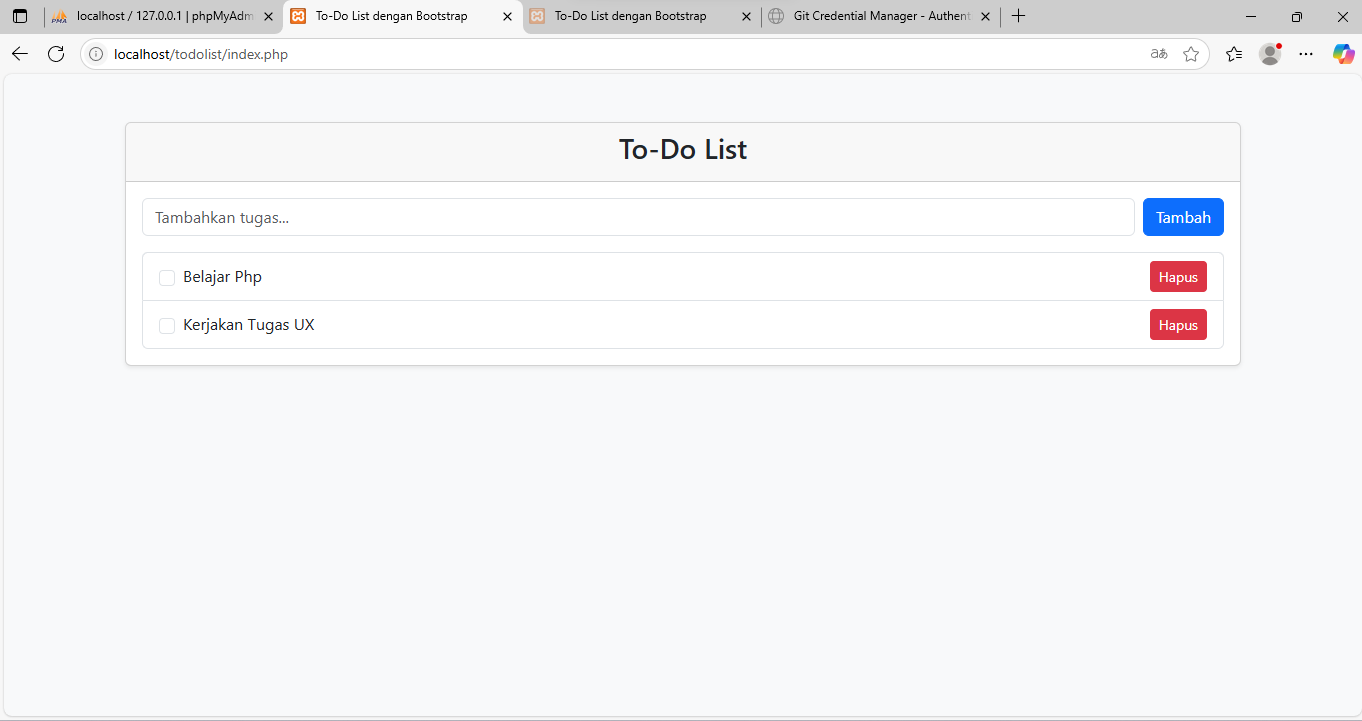 localhost / 127.0.0.1 | phpMyAdm
To-Do List dengan Bootstrap
To-Do List dengan Bootstrap
Git Credential Manager - Authent
localhost/todolist/index.php
To-Do List
Tambahkan tugas...
Tambah
Belajar Php
Hapus
Kerjakan Tugas UX
Hapus